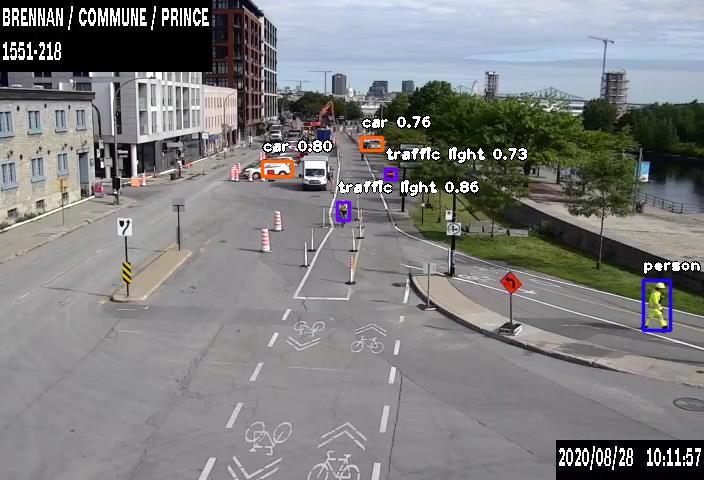 BRENNAN / COMMUNE / PRINCE
1551-218
car 0.76
car 0.80
traffic light 0.73
traffic light 0.86
person
2020/08/28 10:11:57